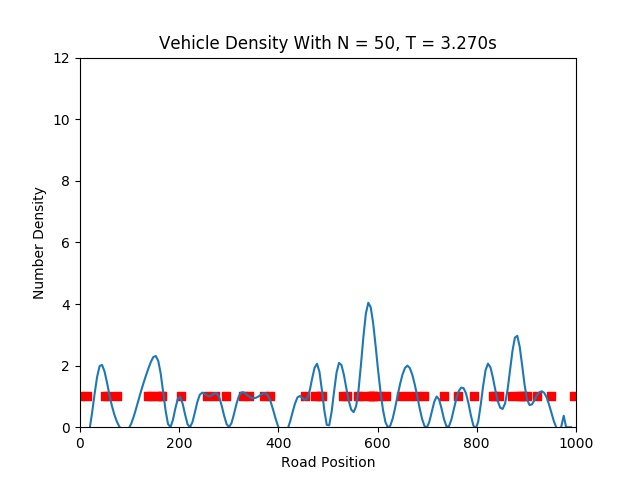 Vehicle Density With N = 50, T = 3.270s
12
10
8
6
4
2
0
Number Density
0 200 400 600 800 1000
Road Position